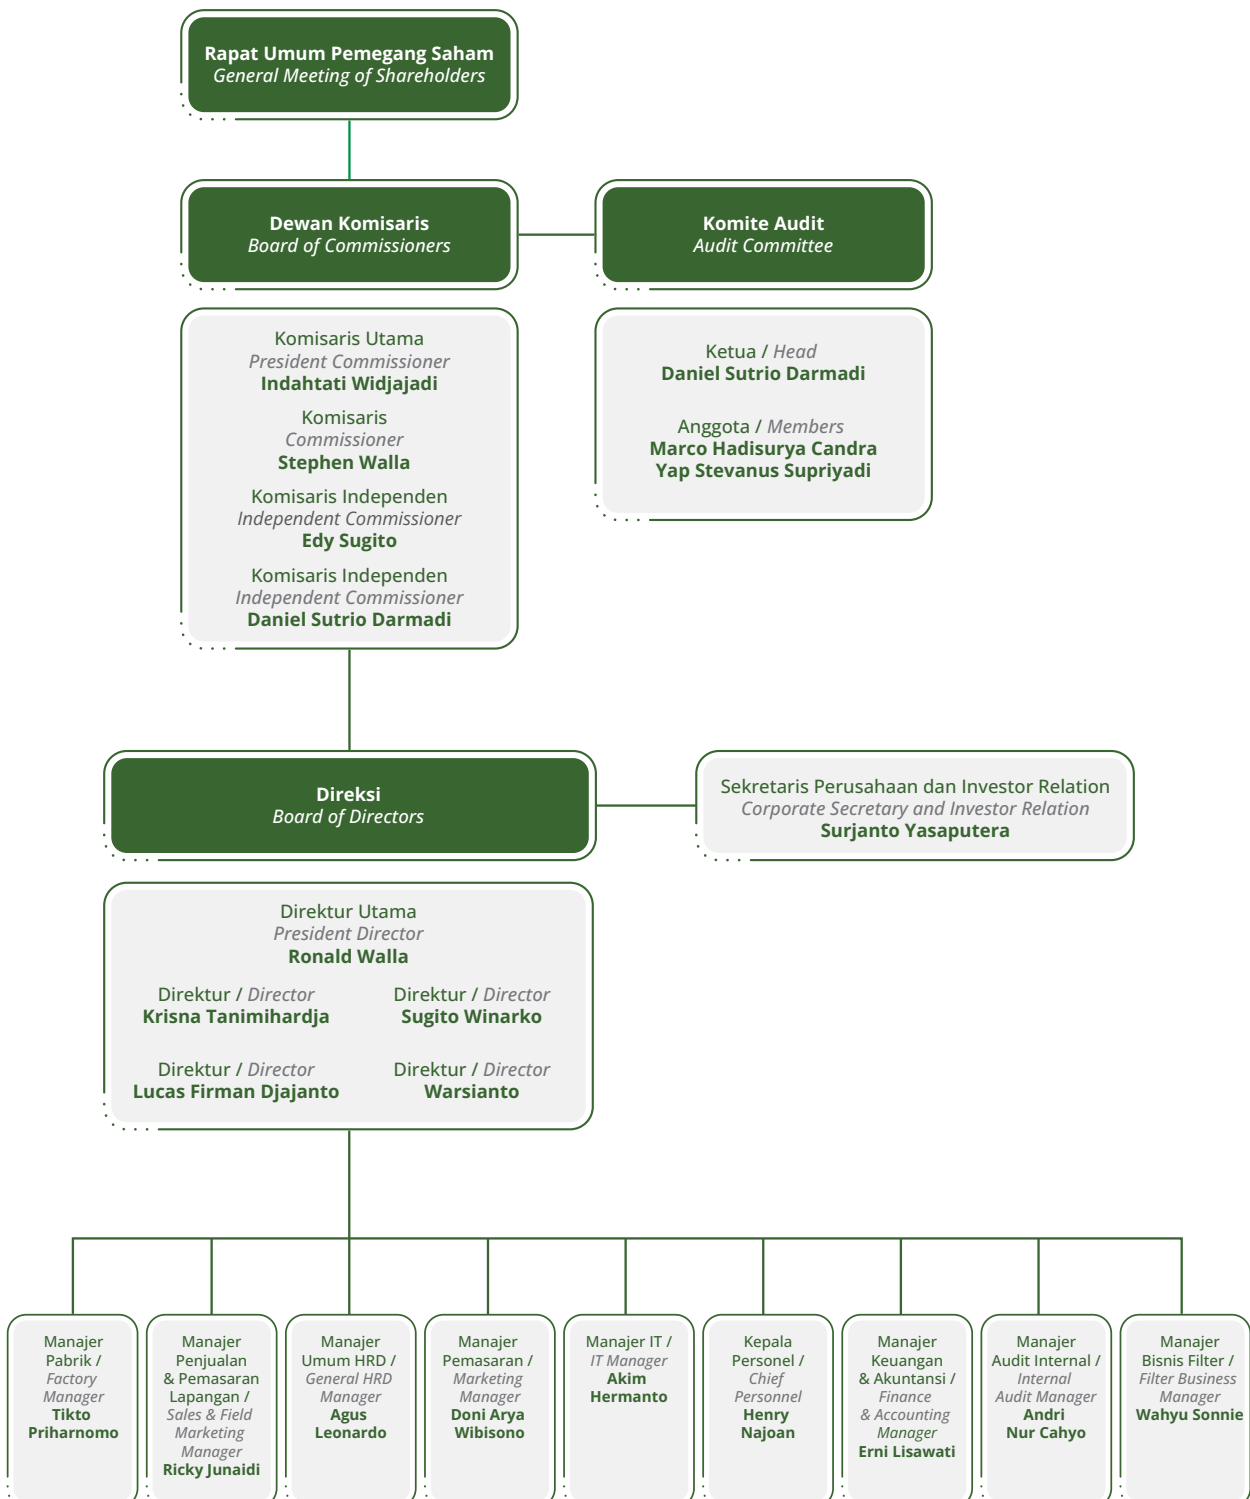 Rapat Umum Pemegang Saham
General Meeting of Shareholders
Dewan Komisaris
Board of Commissioners
Komite Audit
Audit Committee
Komisaris Utama
President Commissioner
Indahtati Widjajadi
Komisaris
Commissioner
Stephen Walla
Komisaris Independen
Independent Commissioner
Edy Sugito
Komisaris Independen
Independent Commissioner
Daniel Sutrio Darmadi
Ketua / Head
Daniel Sutrio Darmadi
Anggota / Members
Marco Hadisurya Candra
Yap Stevanus Supriyadi
Direksi
Board of Directors
Sekretaris Perusahaan dan Investor Relation
Corporate Secretary and Investor Relation
Surjanto Yasaputera
Direktur Utama
President Director
Ronald Walla
Direktur / Director
Krisna Tanimihardja
Direktur / Director
Sugito Winarko
Direktur / Director
Lucas Firman Djajanto
Direktur / Director
Warsianto
Manajer
Pabrik /
Factory
Manager
Tikto
Priharnomo
Manajer
Penjualan
& Pemasaran
Lapangan /
Sales & Field
Marketing
Manager
Ricky Junaidi
Manajer
Umum HRD /
General HRD
Manager
Agus
Leonardo
Manajer
Pemasaran /
Marketing
Manager
Doni Arya
Wibisono
Manajer IT /
IT Manager
Akim
Hermanto
Kepala
Personel /
Chief
Personnel
Henry
Najoan
Manajer
Keuangan
& Akuntansi /
Finance
& Accounting
Manager
Erni Lisawati
Manajer
Audit Internal /
Internal
Audit Manager
Andri
Nur Cahyo
Manajer
Bisnis Filter /
Filter Business
Manager
Wahyu Sonnie